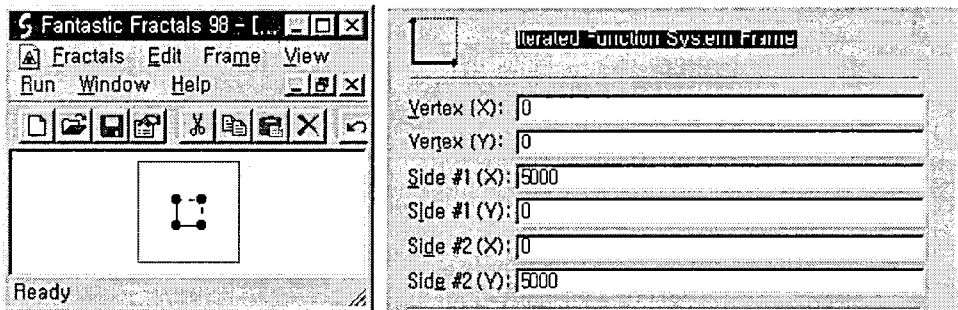 Fantastic Fractals 98 - [...
Fractals Edit Frame View
Run Window Help
Ready
Iterated Function System Frame
Vertex (X): 0
Vertex (Y): 0
Side #1 (X): 5000
Side #1 (Y): 0
Side #2 (X): 0
Side #2 (Y): 5000